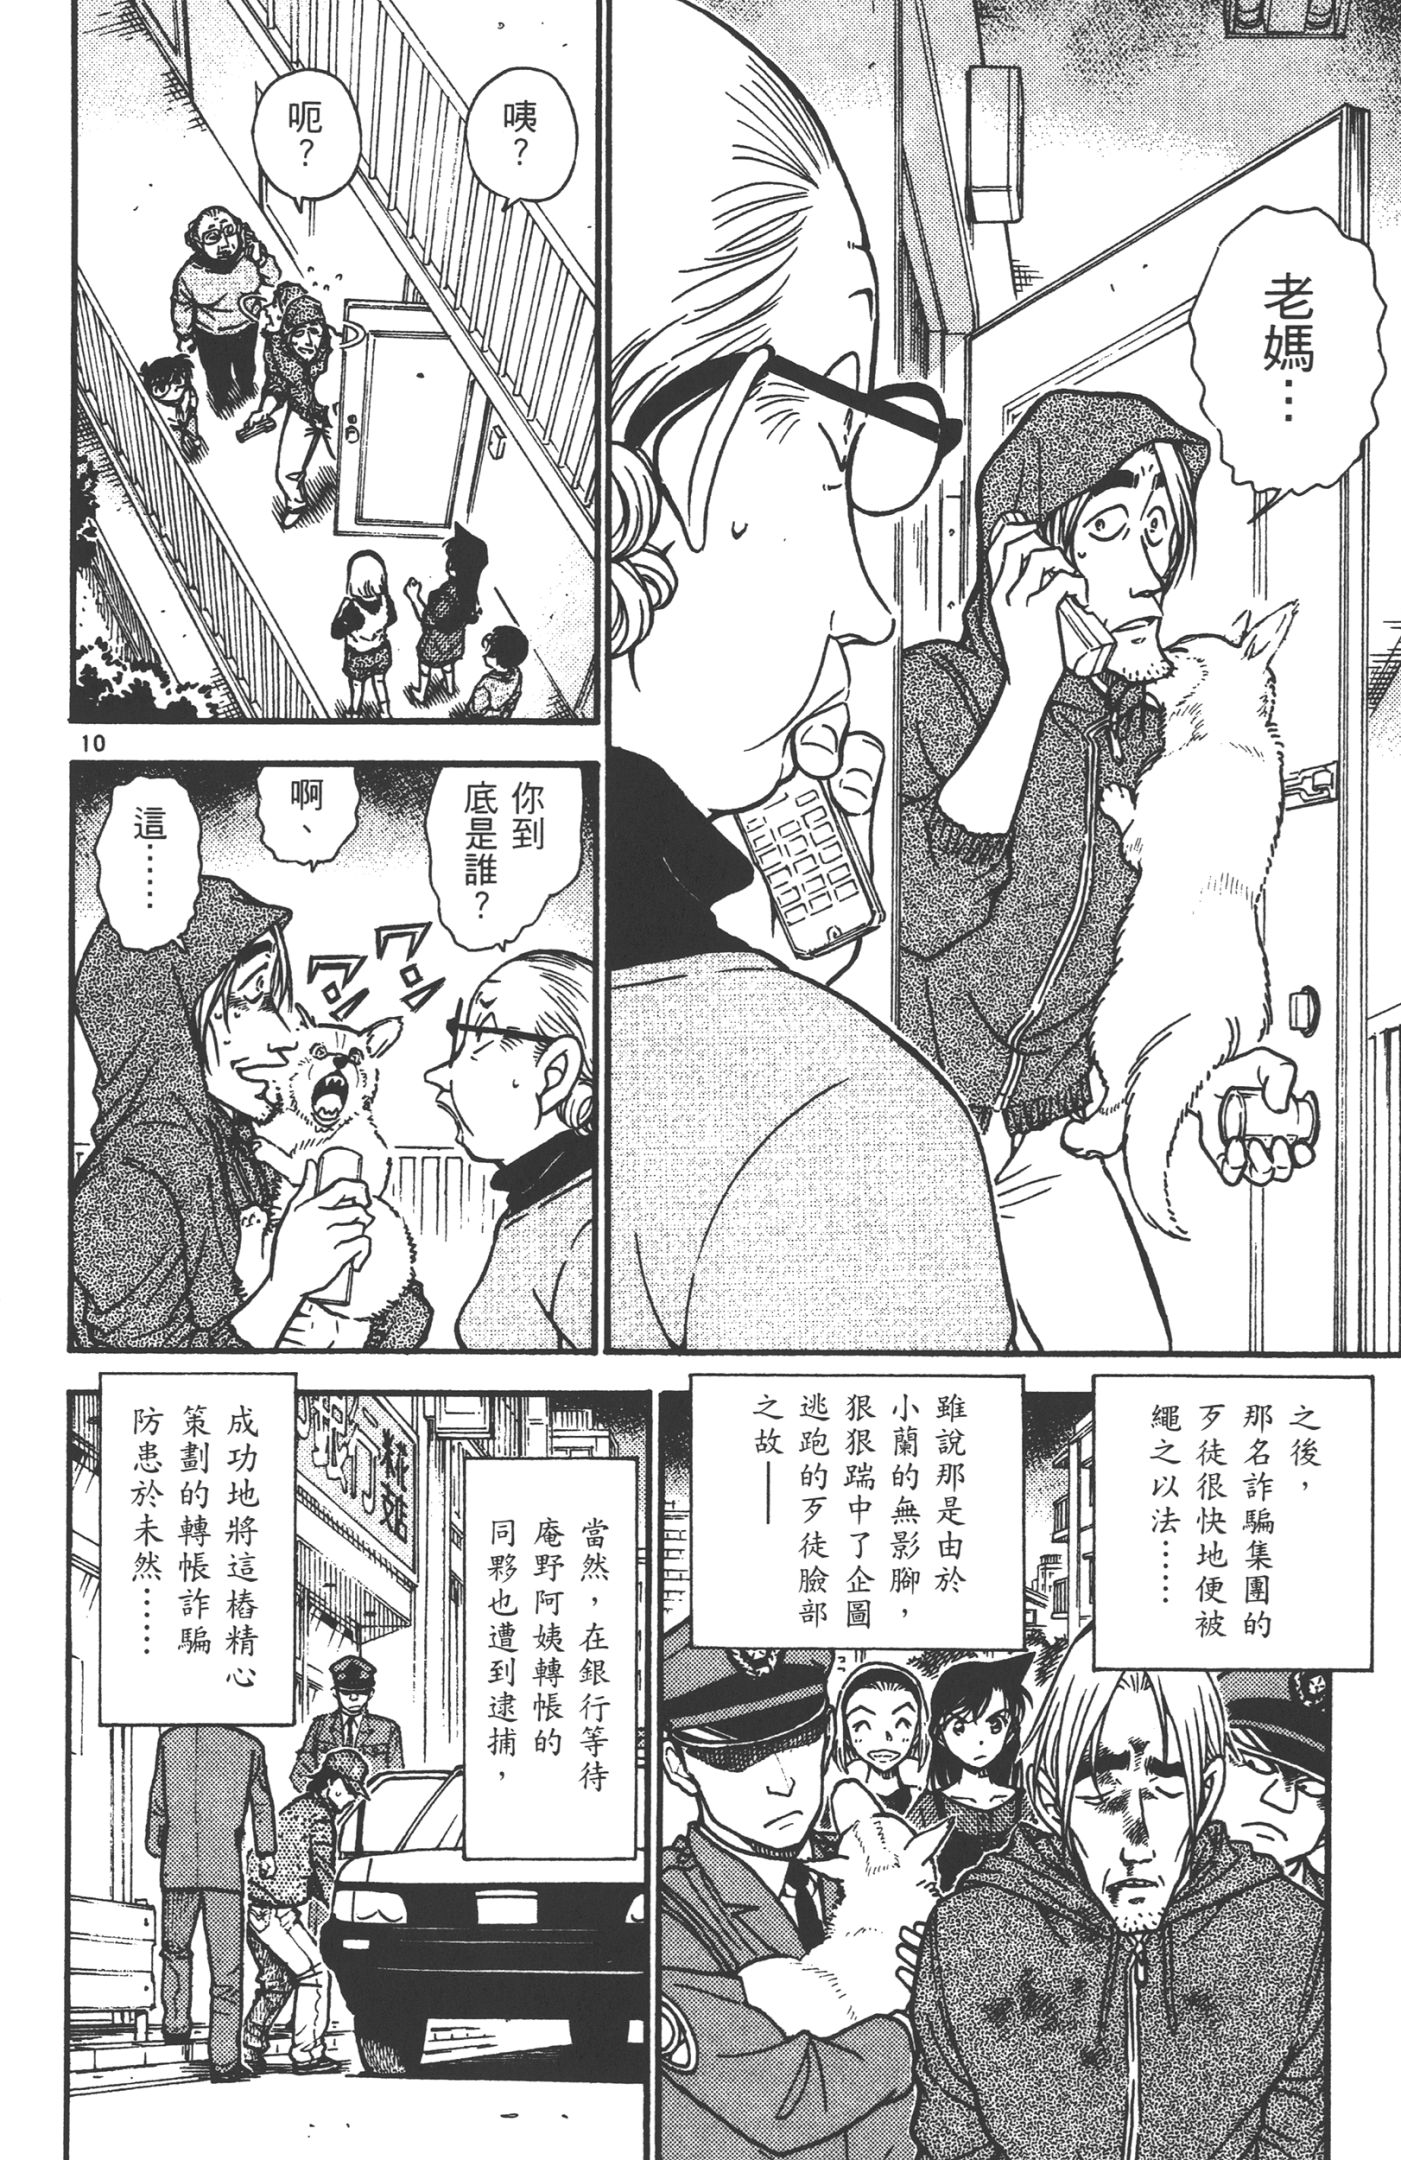 老媽…
咦？
呃？
10
你到
底是誰？
啊、
這……
ワン
ワン
之後，
那名詐騙集團的
歹徒很快地便被
繩之以法……
雖說那是由於
小蘭的無影腳，
狠狠踹中了企圖
逃跑的歹徒臉部
之故——
當然，在銀行等待
庵野阿姨轉帳的
同夥也遭到逮捕，
成功地將這樁精心
策劃的轉帳詐騙
防患於未然……